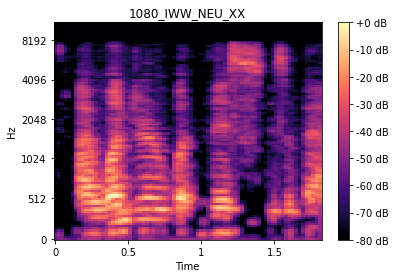 1080_IWW_NEU_XX
+0 dB
8192
-10 dB
4096
-20 dB
-30 dB
2048
Hz
-40 dB
1024
-50 dB
512
-60 dB
-70 dB
0
-80 dB
0
0.5
1
1.5
Time